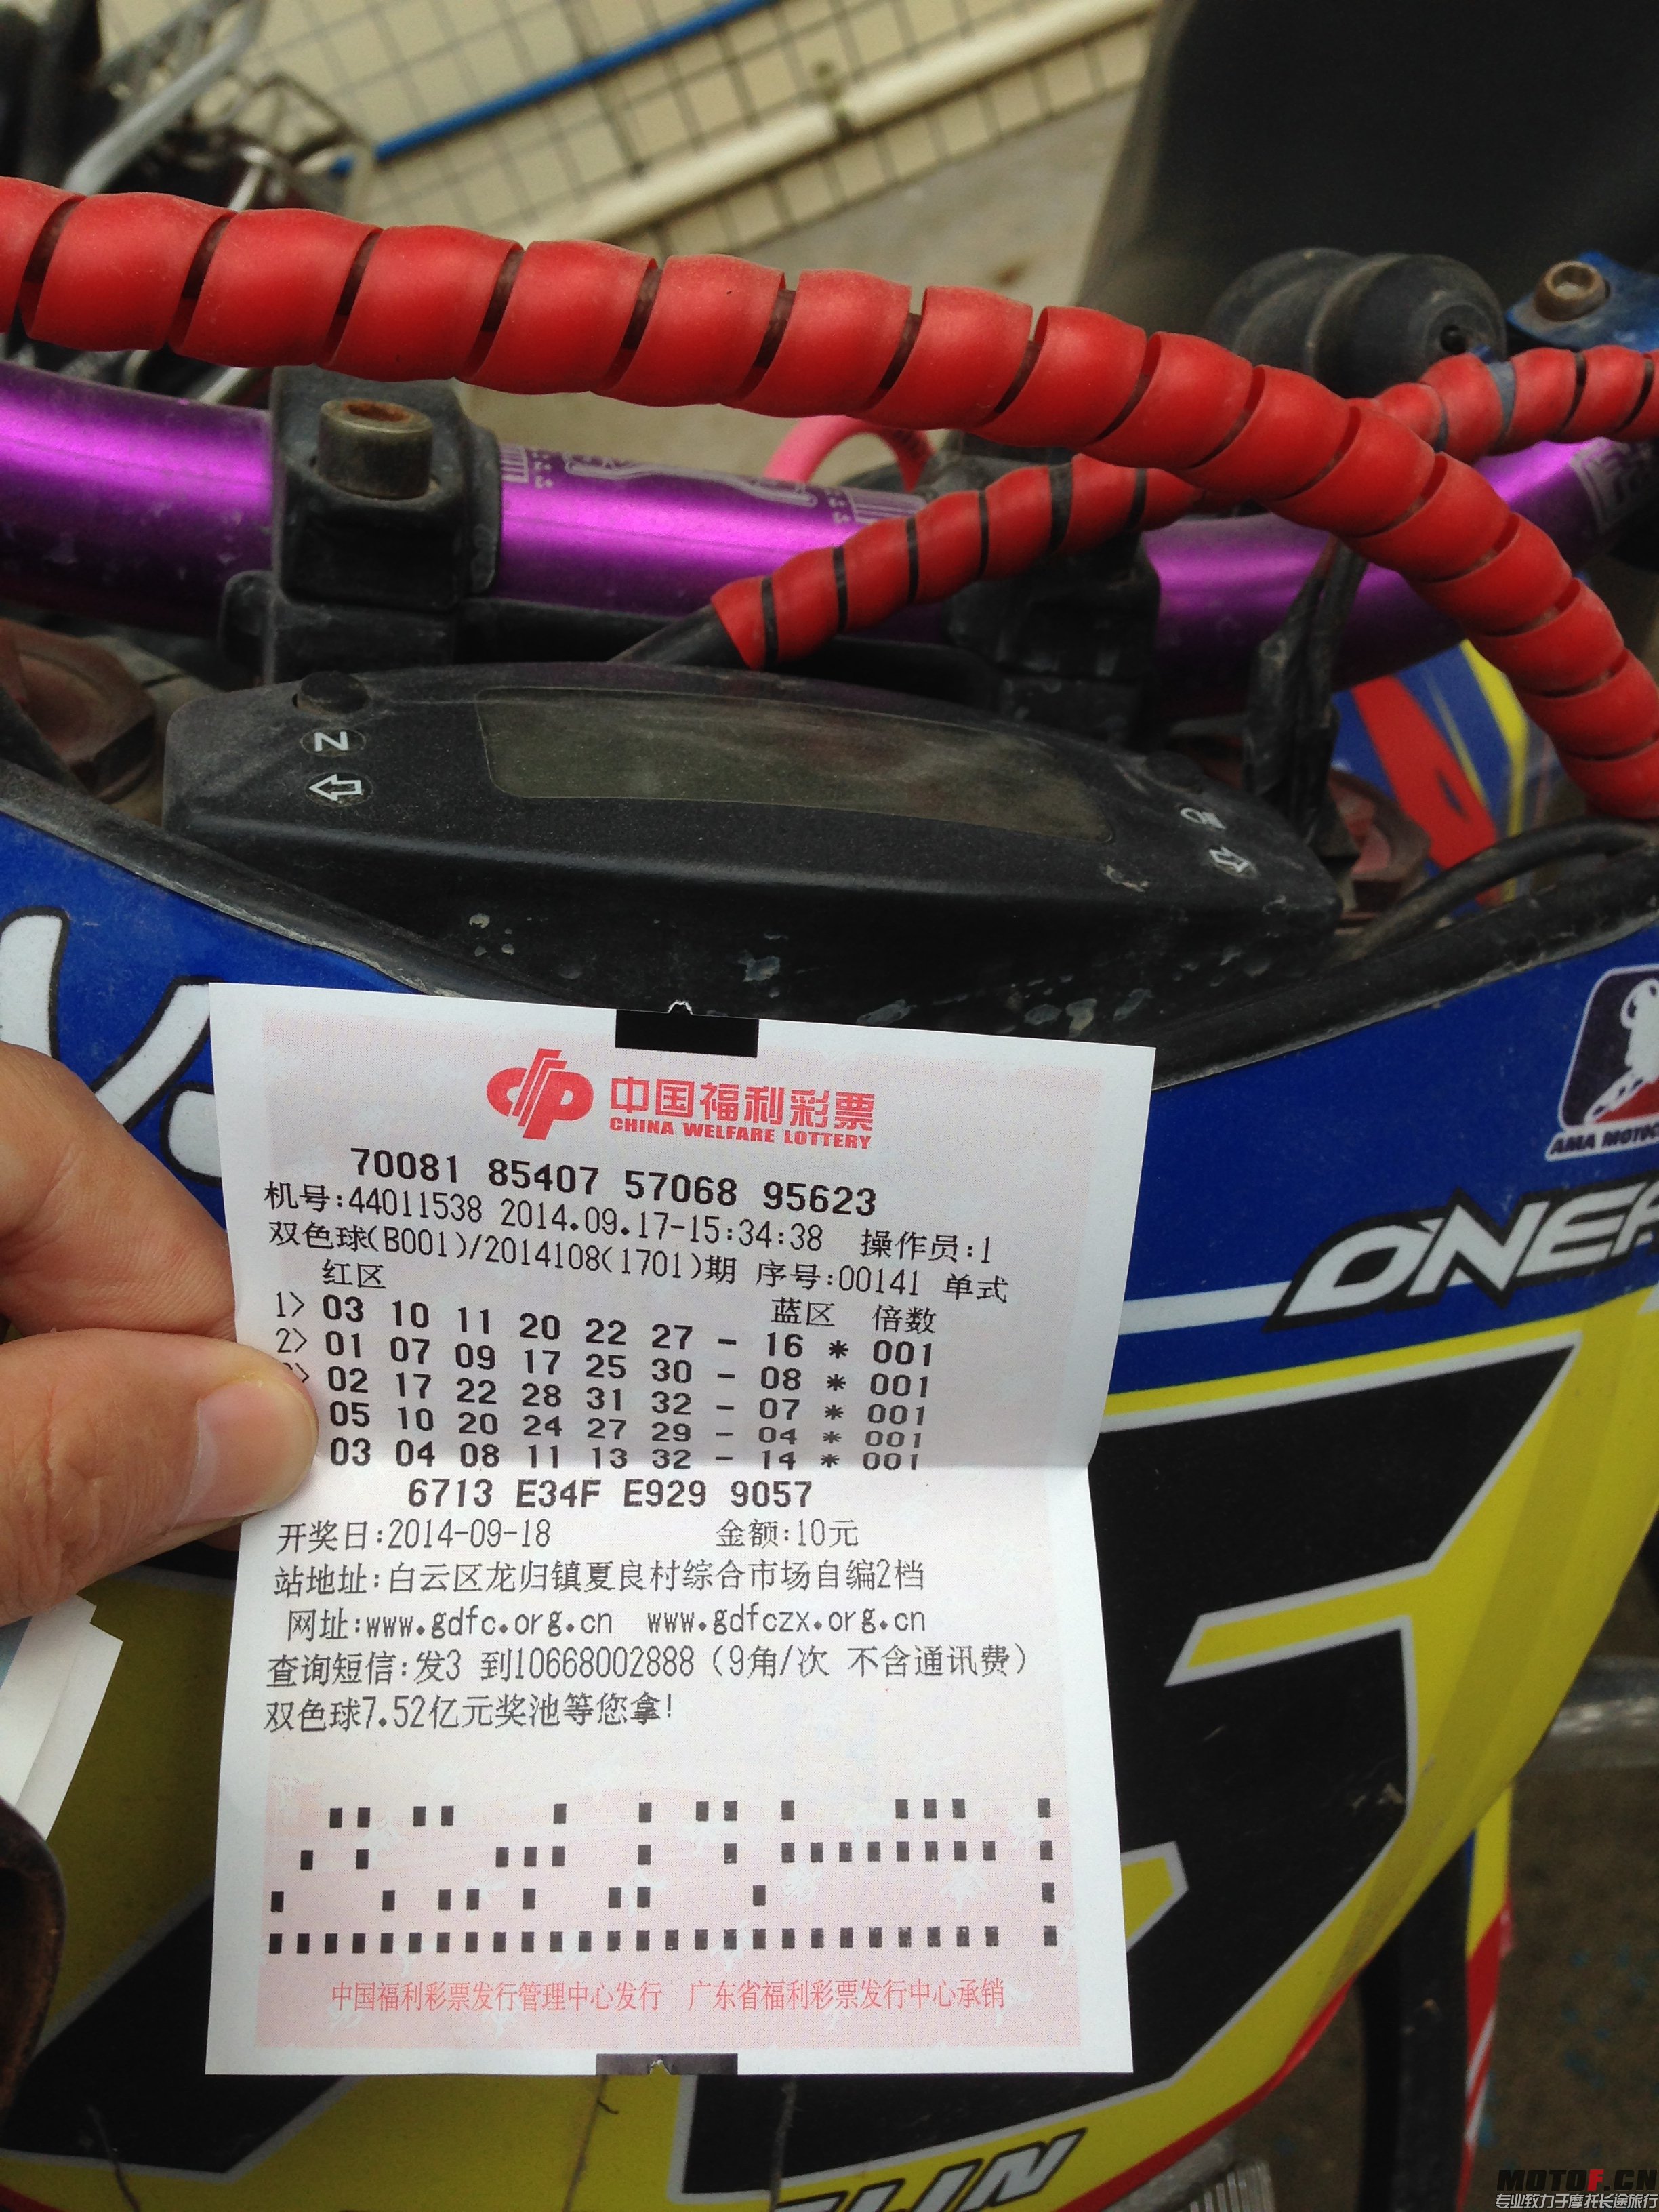 N
AMA MOTOC
ONEA
中国福利彩票
CHINA WELFARE LOTTERY
70081 85407 57068 95623
机号:44011538 2014.09.17-15:34:38 操作员:1
双色球(B001)/2014108(1701)期 序号:00141 单式
红区 蓝区 倍数
1> 03 10 11 20 22 27 - 16 * 001
2> 01 07 09 17 25 30 - 08 * 001
> 02 17 22 28 31 32 - 07 * 001
05 10 20 24 27 29 - 04 * 001
03 04 08 11 13 32 - 14 * 001
6713 E34F E929 9057
开奖日:2014-09-18 金额:10元
站地址:白云区龙归镇夏良村综合市场自编2档
网址:www.gdfc.org.cn www.gdfczx.org.cn
查询短信:发3 到10668002888 (9角/次 不含通讯费)
双色球7.52亿元奖池等您拿!
中国福利彩票发行管理中心发行 广东省福利彩票发行中心承销
MOTOF.CN
专业致力于摩托长途旅行